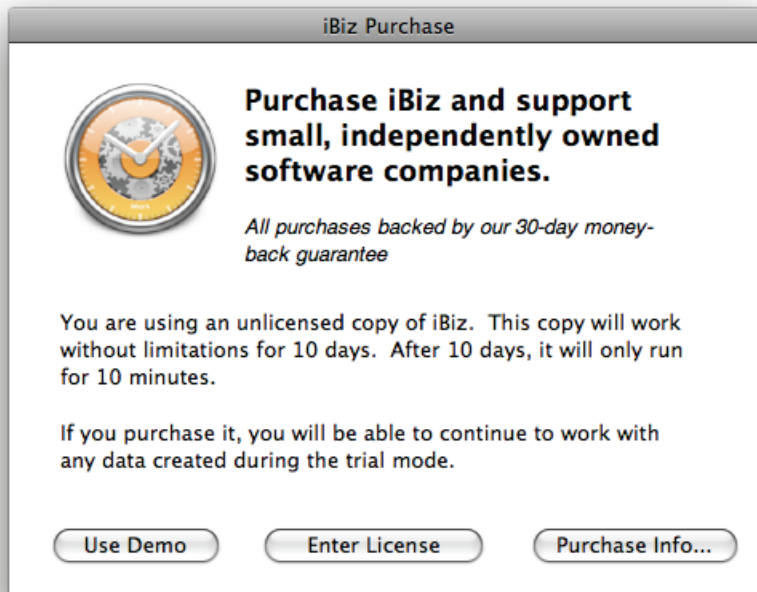 iBiz Purchase
Purchase iBiz and support
small, independently owned
software companies.
All purchases backed by our 30-day money-
back guarantee
You are using an unlicensed copy of iBiz.  This copy will work
without limitations for 10 days.  After 10 days, it will only run
for 10 minutes.
If you purchase it, you will be able to continue to work with
any data created during the trial mode.
Use Demo
Enter License
Purchase Info...